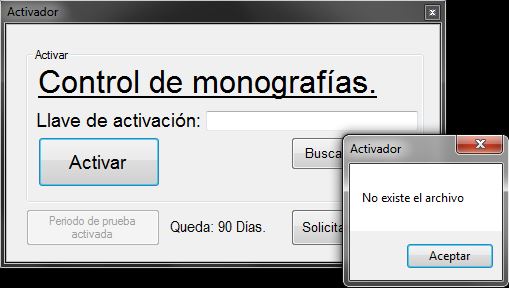 Activador
Activar
Control de monografías.
Llave de activación:
Activar
Busca
Periodo de prueba
activada
Queda: 90 Días.
Solicita
Activador
No existe el archivo
Aceptar